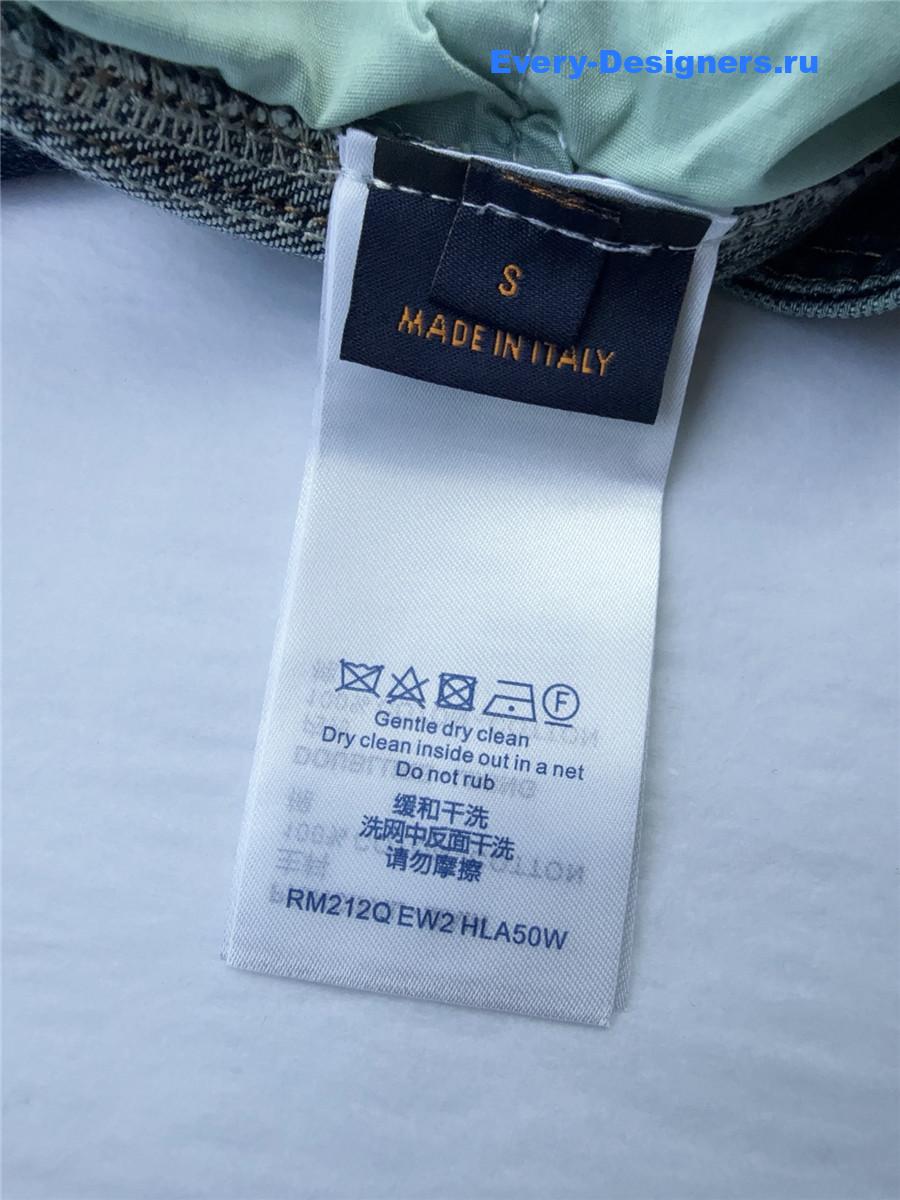 Every-Designers.ru
S
MADE IN ITALY
F
Gentle dry clean
Dry clean inside out in a net
Do not rub
缓和干洗
洗网中反面干洗
请勿摩擦
RM212Q EW2 HLA50W